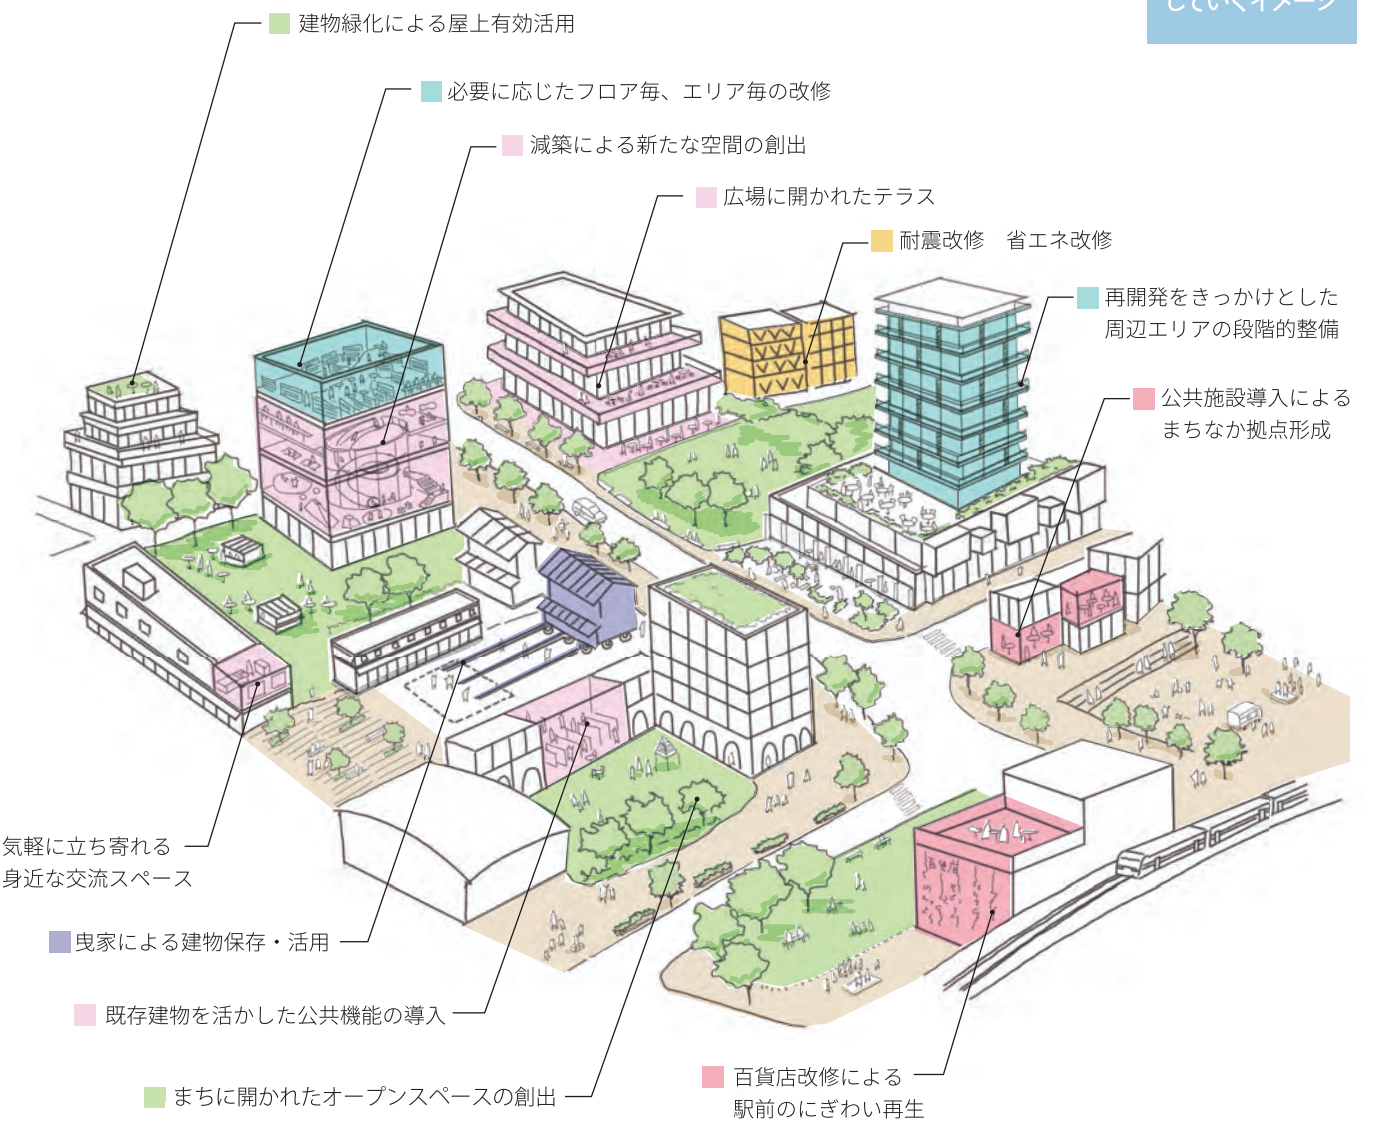 していくイメージ
建物緑化による屋上有効活用
必要に応じたフロア毎、エリア毎の改修
減築による新たな空間の創出
広場に開かれたテラス
耐震改修　省エネ改修
再開発をきっかけとした
周辺エリアの段階的整備
公共施設導入による
まちなか拠点形成
気軽に立ち寄れる
身近な交流スペース
曳家による建物保存・活用
既存建物を活かした公共機能の導入
まちに開かれたオープンスペースの創出
百貨店改修による
駅前のにぎわい再生